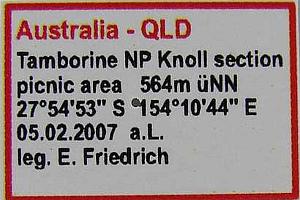 Australia - QLD
Tamborine NP Knoll section
picnic area 564m üNN
27°54'53" S 154°10'44" E
05.02.2007 a.L.
leg. E. Friedrich